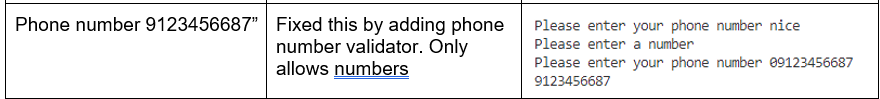 Phone number 9123456687”
Fixed this by adding phone
number validator. Only
allows numbers
Please enter your phone number nice
Please enter a number
Please enter your phone number 09123456687
9123456687